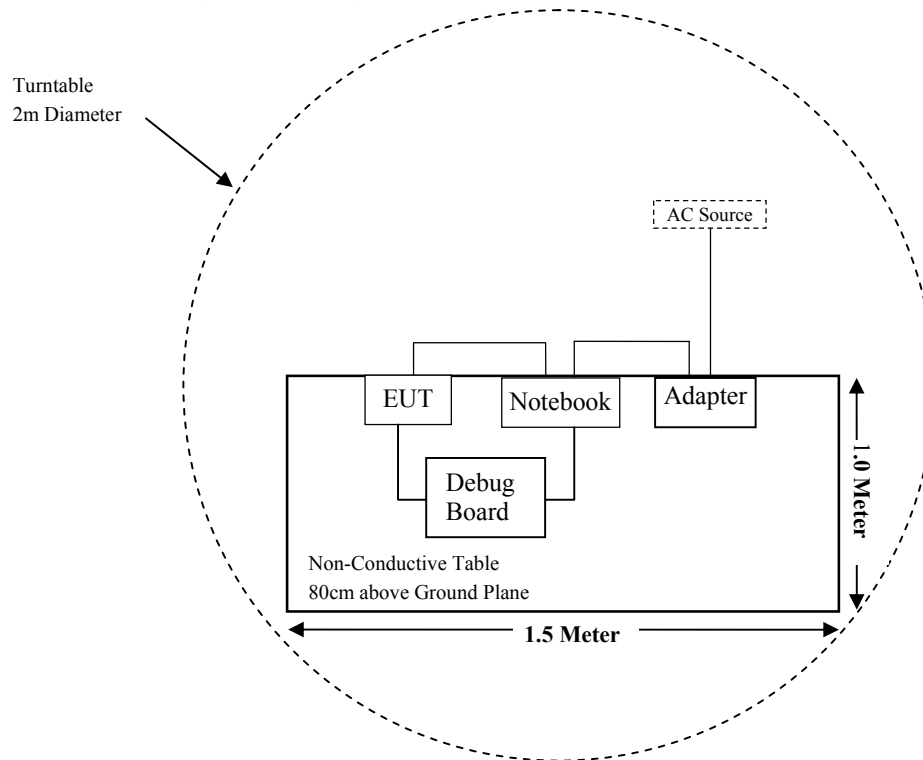 Turntable
2m Diameter
AC Source
EUT
Notebook
Adapter
Debug
Board
Non-Conductive Table
80cm above Ground Plane
1.0 Meter
1.5 Meter